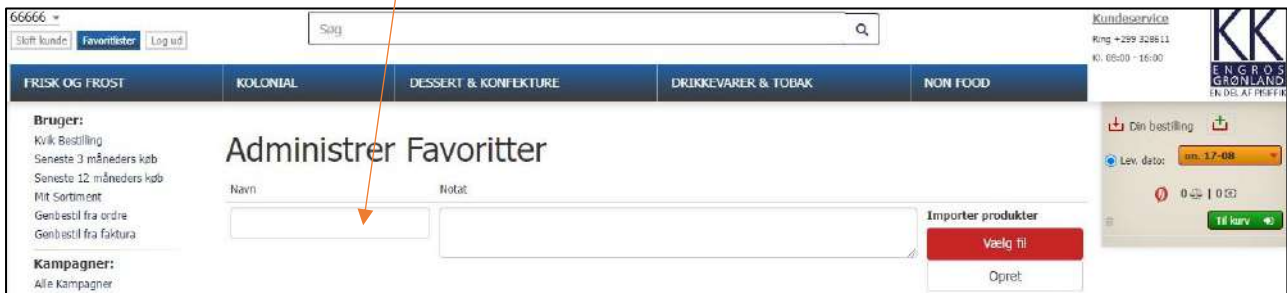 66666
Skift kunde Favoritlister Log ud
Søg
Kundeservice
Ring +299 328611
Kl. 08:00 - 16:00
KK
ENGROS
GRØNLAND
EN DEL AF PISIFFIK
FRISK OG FROST KOLONIAL DESSERT & KONFEKTURE DRIKKEVARER & TOBAK NON FOOD
Bruger:
Kvik Bestilling
Seneste 3 måneders køb
Seneste 12 måneders køb
Mit Sortiment
Genbestil fra ordre
Genbestil fra faktura
Kampagner:
Alle Kampagner
Administrer Favoritter
Navn Notat
Importer produkter
Vælg fil
Opret
Din bestilling
Lev. dato: on. 17-08
0 | 0
Til kurv